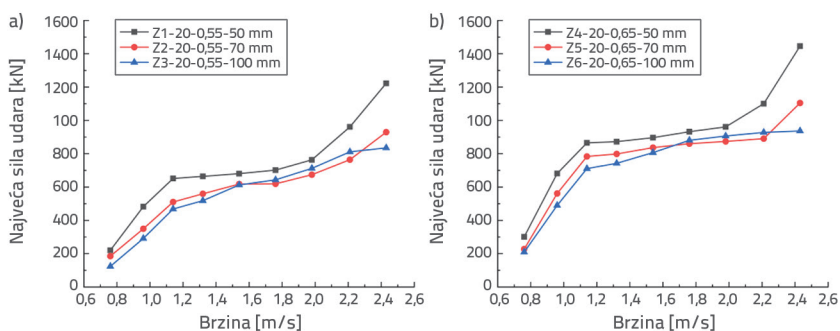 a)
Najveća sila udara [kN]
1600
1400
1200
1000
800
600
400
200
0
Z1-20-0,55-50 mm
Z2-20-0,55-70 mm
Z3-20-0,55-100 mm
0,6 0,8 1,0 1,2 1,4 1,6 1,8 2,0 2,2 2,4 2,6
Brzina [m/s]
b)
Najveća sila udara [kN]
1600
1400
1200
100
800
600
400
200
0
Z4-20-0,65-50 mm
Z5-20-0,65-70 mm
Z6-20-0,65-100 mm
0,6 0,8 1,0 1,2 1,4 1,6 1,8 2,0 2,2 2,4 2,6
Brzina [m/s]